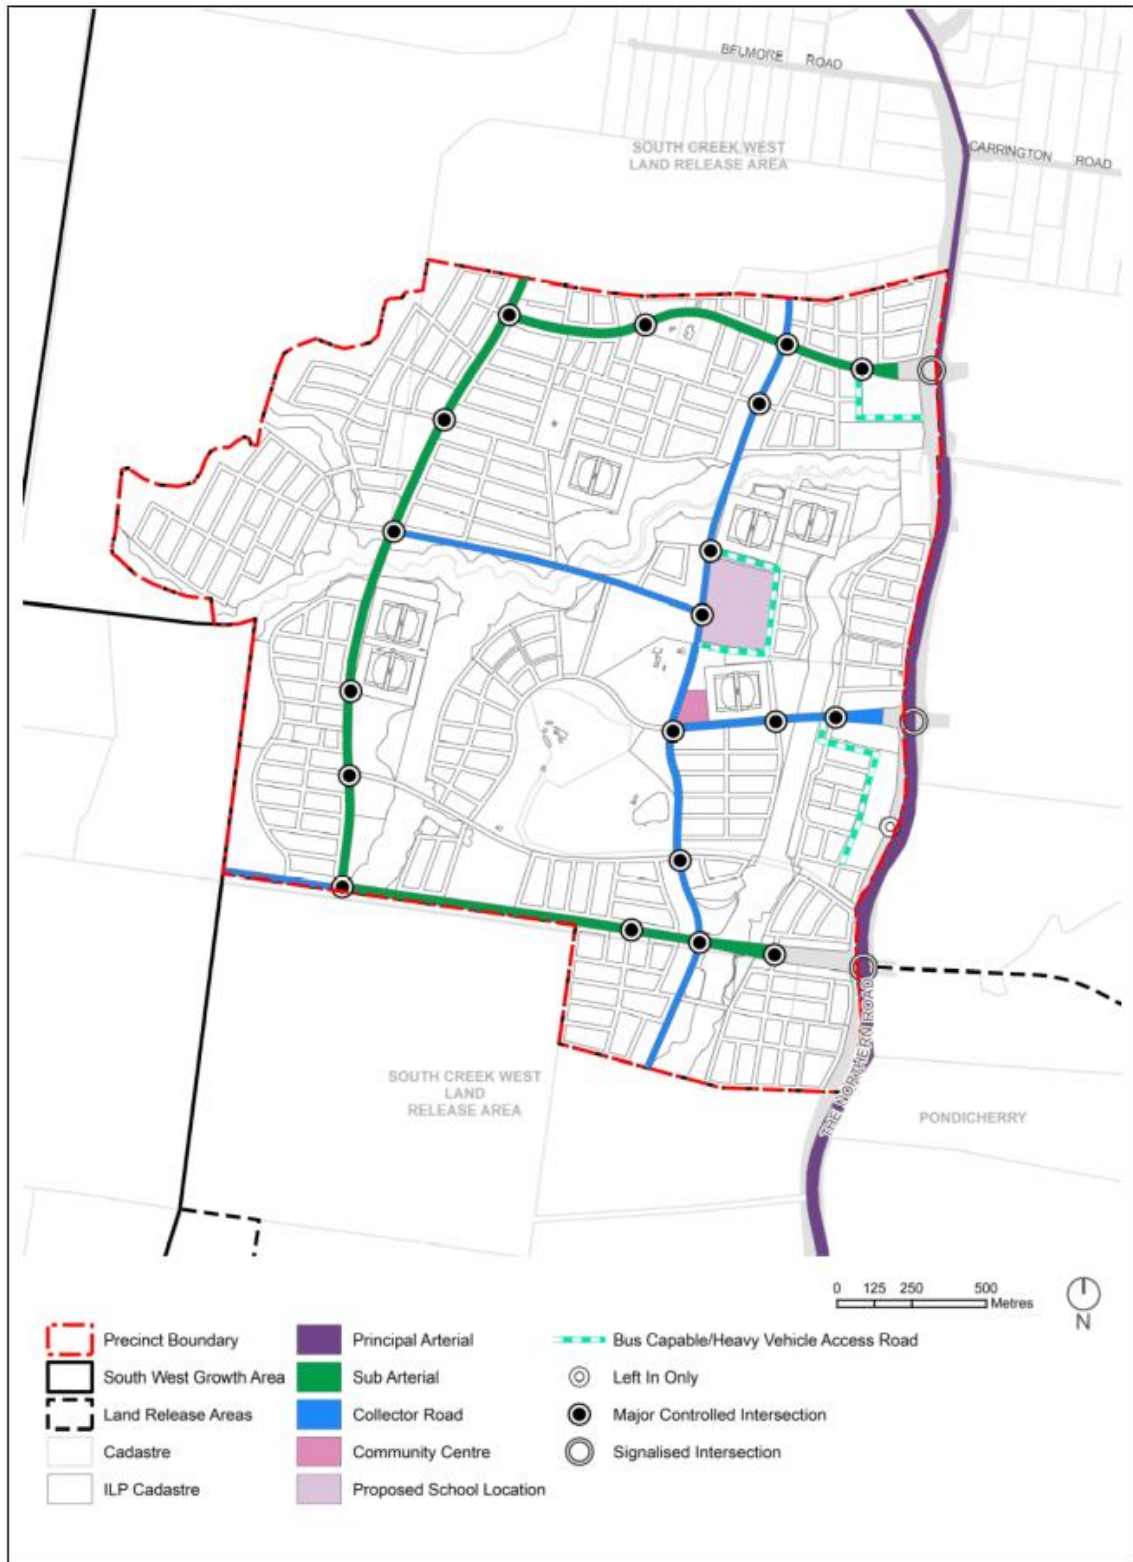 BELMORE ROAD
CARRINGTON ROAD
SOUTH CREEK WEST
LAND RELEASE AREA
THE NORTHERN ROAD
SOUTH CREEK WEST
LAND
RELEASE AREA
PONDICHERRY
0 125 250 500
Metres
N
Precinct Boundary
South West Growth Area
Land Release Areas
Cadastre
ILP Cadastre
Principal Arterial
Sub Arterial
Collector Road
Community Centre
Proposed School Location
Bus Capable/Heavy Vehicle Access Road
Left In Only
Major Controlled Intersection
Signalised Intersection